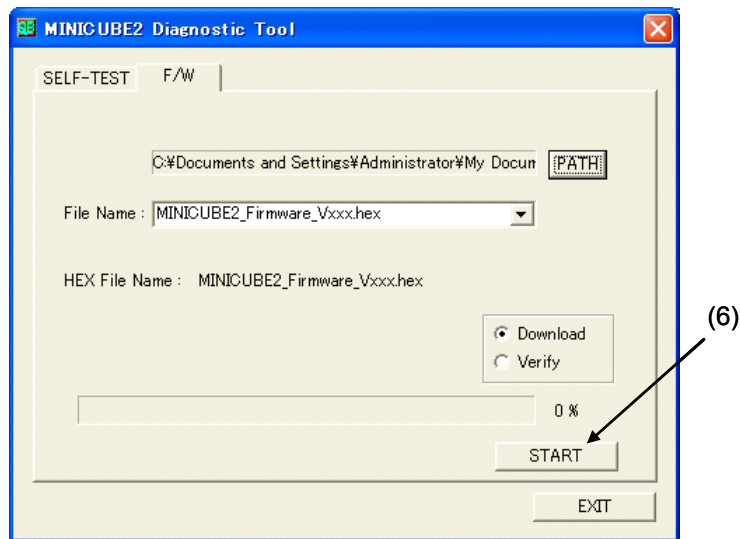 MINICUBE2 Diagnostic Tool
SELF-TEST F/W
C:¥Documents and Settings¥Administrator¥My Docum PATH
File Name : MINICUBE2_Firmware_Vxxx.hex
HEX File Name : MINICUBE2_Firmware_Vxxx.hex
(6)
Download
Verify
0 %
START
EXIT